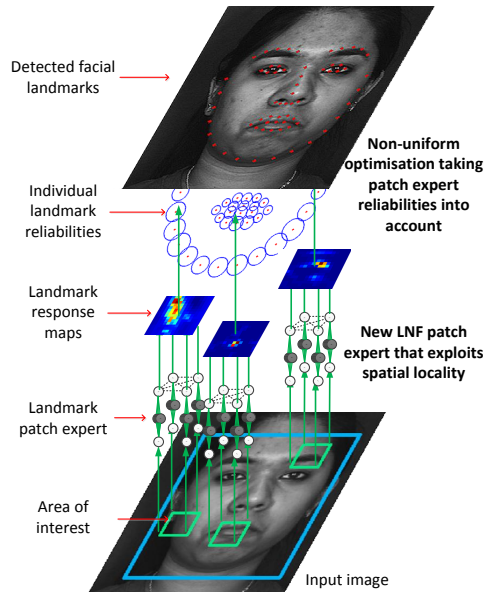 Detected facial
landmarks
Non-uniform
optimisation taking
patch expert
reliabilities into
account
Individual
landmark
reliabilities
Landmark
response
maps
New LNF patch
expert that exploits
spatial locality
Landmark
patch expert
Area of
interest
Input image